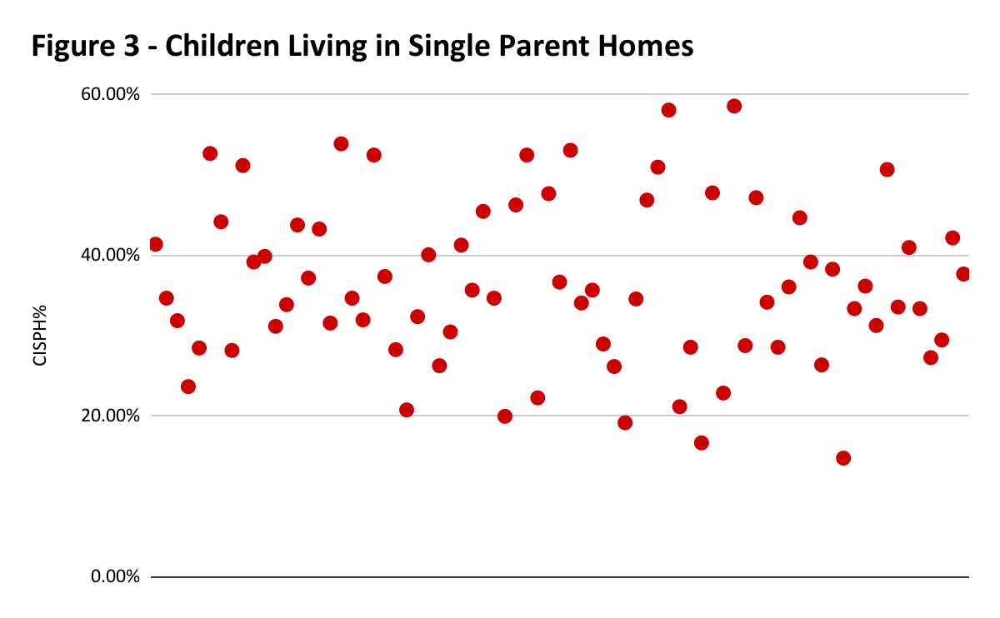 Figure 3 - Children Living in Single Parent Homes
60.00%
40.00%
CISPH%
20.00%
0.00%